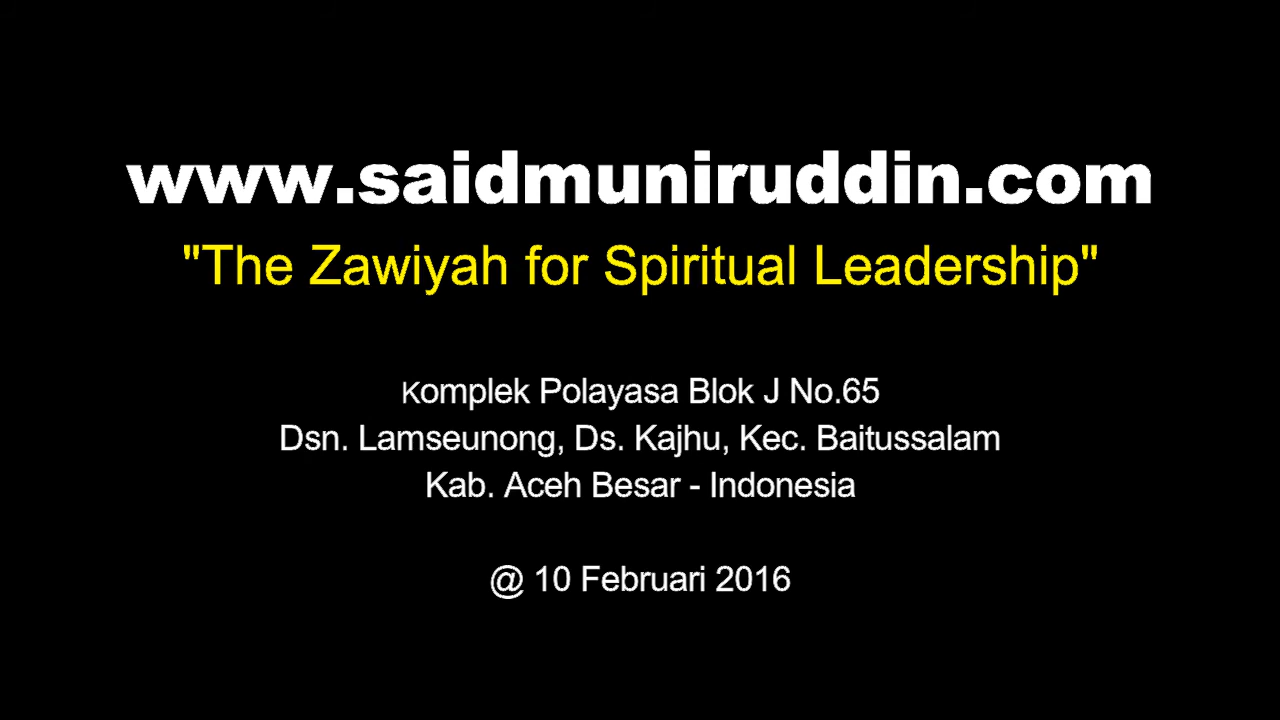 www.saidmuniruddin.com
"The Zawiyah for Spiritual Leadership"
Komplek Polayasa Blok J No.65
Dsn. Lamseunong, Ds. Kajhu, Kec. Baitussalam
Kab. Aceh Besar - Indonesia
@ 10 Februari 2016